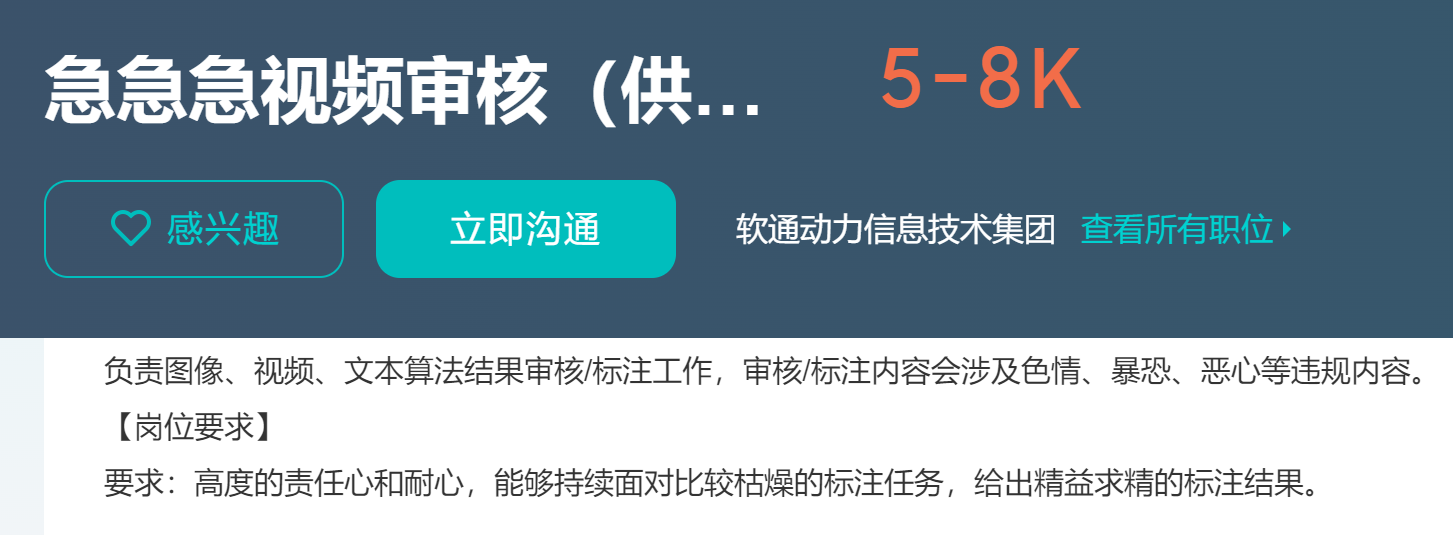 急急急视频审核（供...
5-8K
感兴趣
立即沟通
软通动力信息技术集团
查看所有职位
负责图像、视频、文本算法结果审核/标注工作，审核/标注内容会涉及色情、暴恐、恶心等违规内容。
【岗位要求】
要求：高度的责任心和耐心，能够持续面对比较枯燥的标注任务，给出精益求精的标注结果。